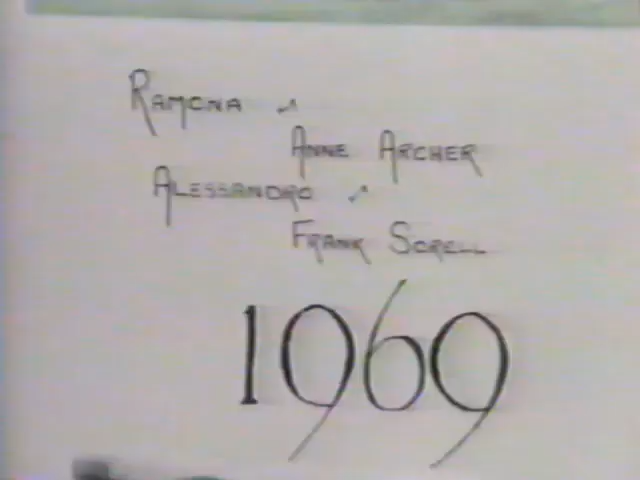 RAMONA ~
ANNE ARCHER
ALESSANDRO ~
FRANK SORELL
1969